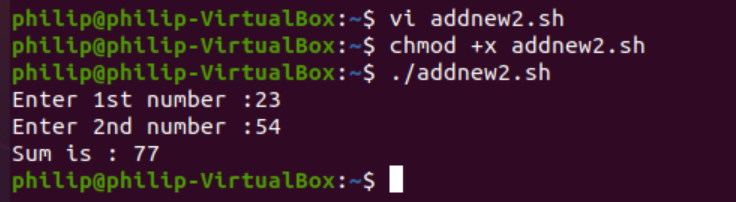 philip@philip-VirtualBox:~$ vi addnew2.sh
philip@philip-VirtualBox:~$ chmod +x addnew2.sh
philip@philip-VirtualBox:~$ ./addnew2.sh
Enter 1st number :23
Enter 2nd number :54
Sum is : 77
philip@philip-VirtualBox:~$